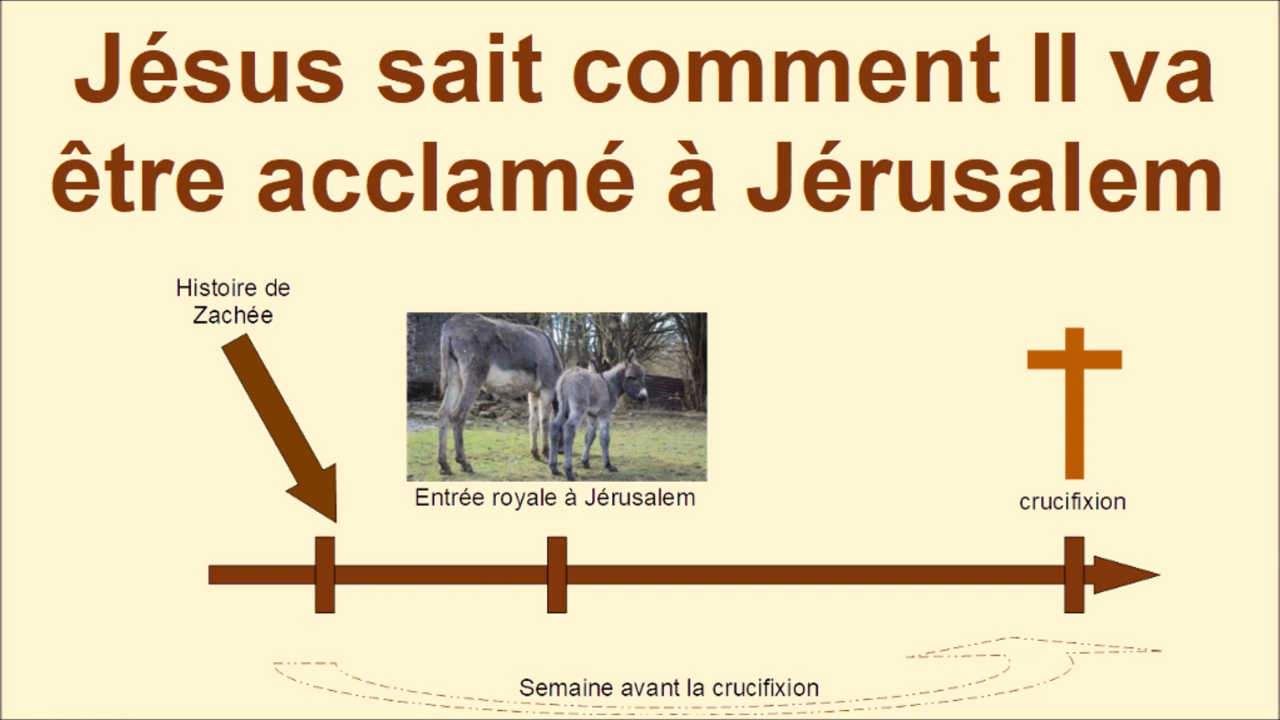 Jésus sait comment Il va
être acclamé à Jérusalem
Histoire de
Zachée
Entrée royale à Jérusalem
crucifixion
Semaine avant la crucifixion